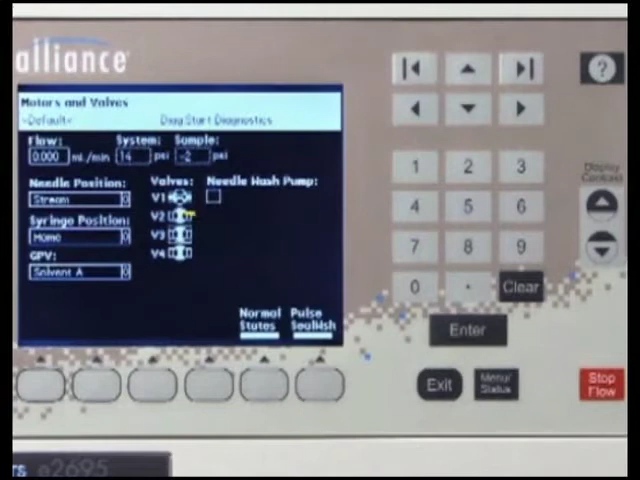 alliance
Motors and Valves
<Default>
Diag Start Diagnostics
Flow: System: Sample:
0.000 mL/min 14 psi -2 psi
Needle Position: Valves: Needle Wash Pump:
Stream V1
V2
Syringe Position:
Home V3
GPV: V4
Solvent A
Normal Pulse
States SealWsh
?
Display
Contrast
1 2 3
4 5 6
7 8 9
0 . Clear
Enter
Exit Menu/
Status
Stop
Flow
rs e2695